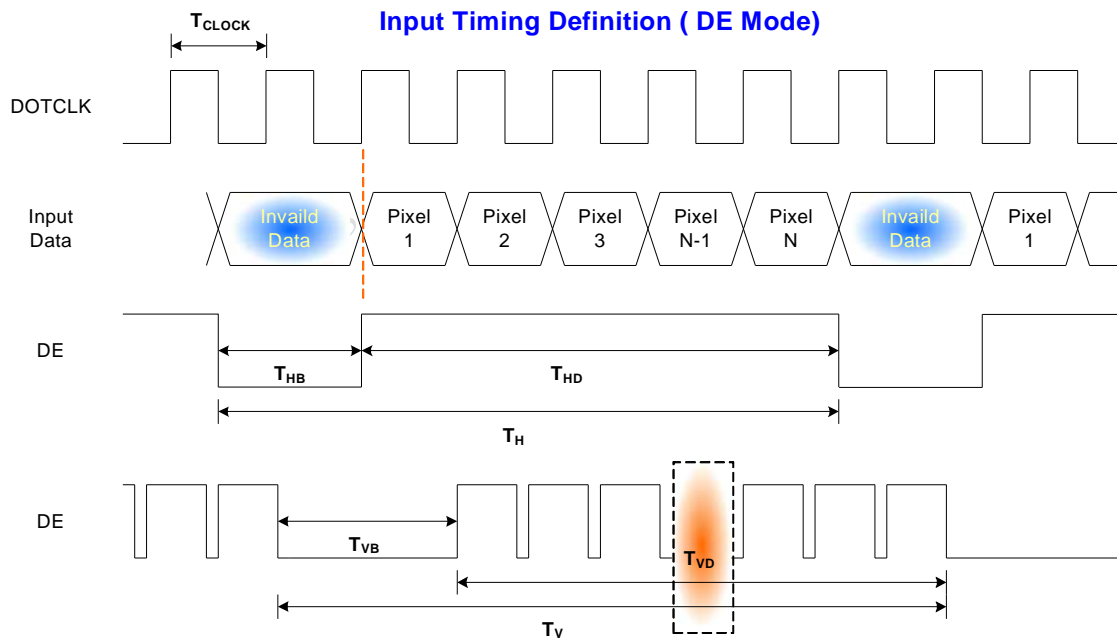 Input Timing Definition ( DE Mode)
TCLOCK
DOTCLK
Input
Data
Invaild
Data
Pixel
1
Pixel
2
Pixel
3
Pixel
N-1
Pixel
N
Invaild
Data
Pixel
1
DE
THB
THD
TH
DE
TVB
TVD
TV